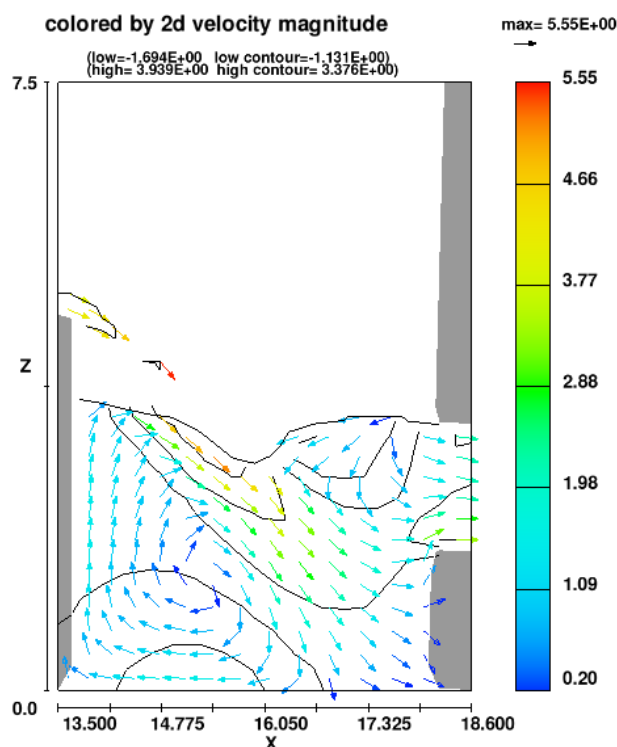 colored by 2d velocity magnitude
max= 5.55E+00
(low=-1.694E+00 low contour=-1.131E+00)
(high= 3.939E+00 high contour= 3.376E+00)
7.5
5.55
4.66
3.77
Z
2.88
1.98
1.09
0.20
0.0
13.500 14.775 16.050 17.325 18.600
X